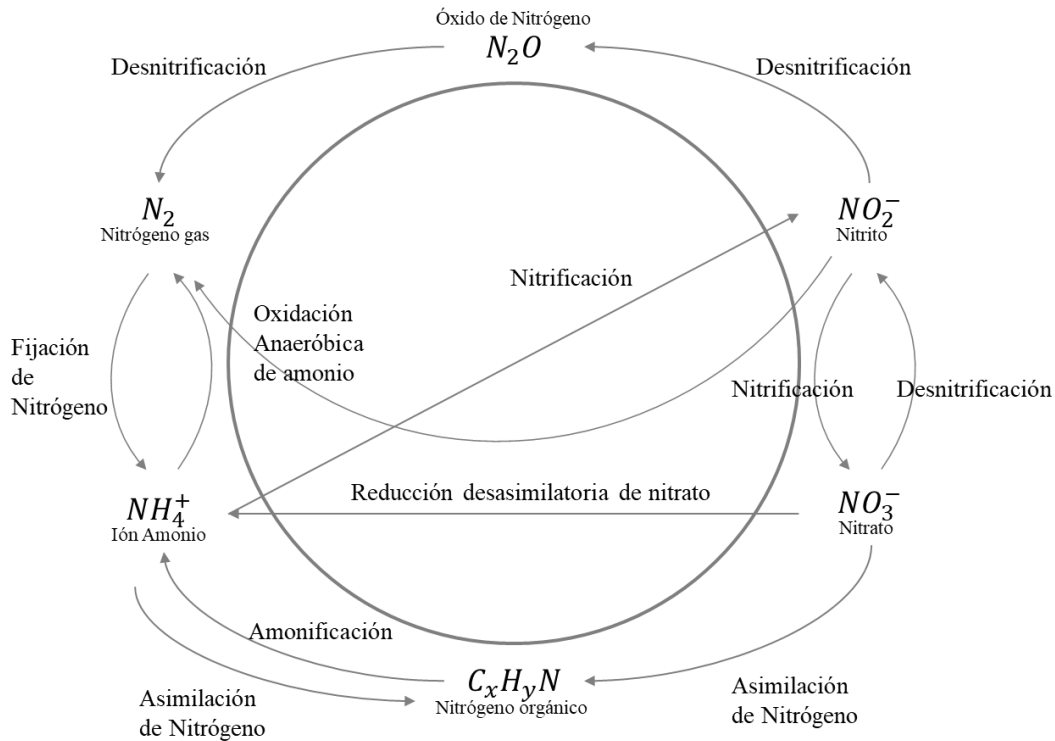 Óxido de Nitrógeno
N₂O
Desnitrificación
Desnitrificación
N₂
Nitrógeno gas
NO₂⁻
Nitrito
Nitrificación
Oxidación
Anaeróbica
de amonio
Fijación
de
Nitrógeno
Nitrificación
Desnitrificación
Reducción desasimilatoria de nitrato
NH₄⁺
Ión Amonio
NO₃⁻
Nitrato
Amonificación
CₓHᵧN
Nitrógeno orgánico
Asimilación
de Nitrógeno
Asimilación
de Nitrógeno